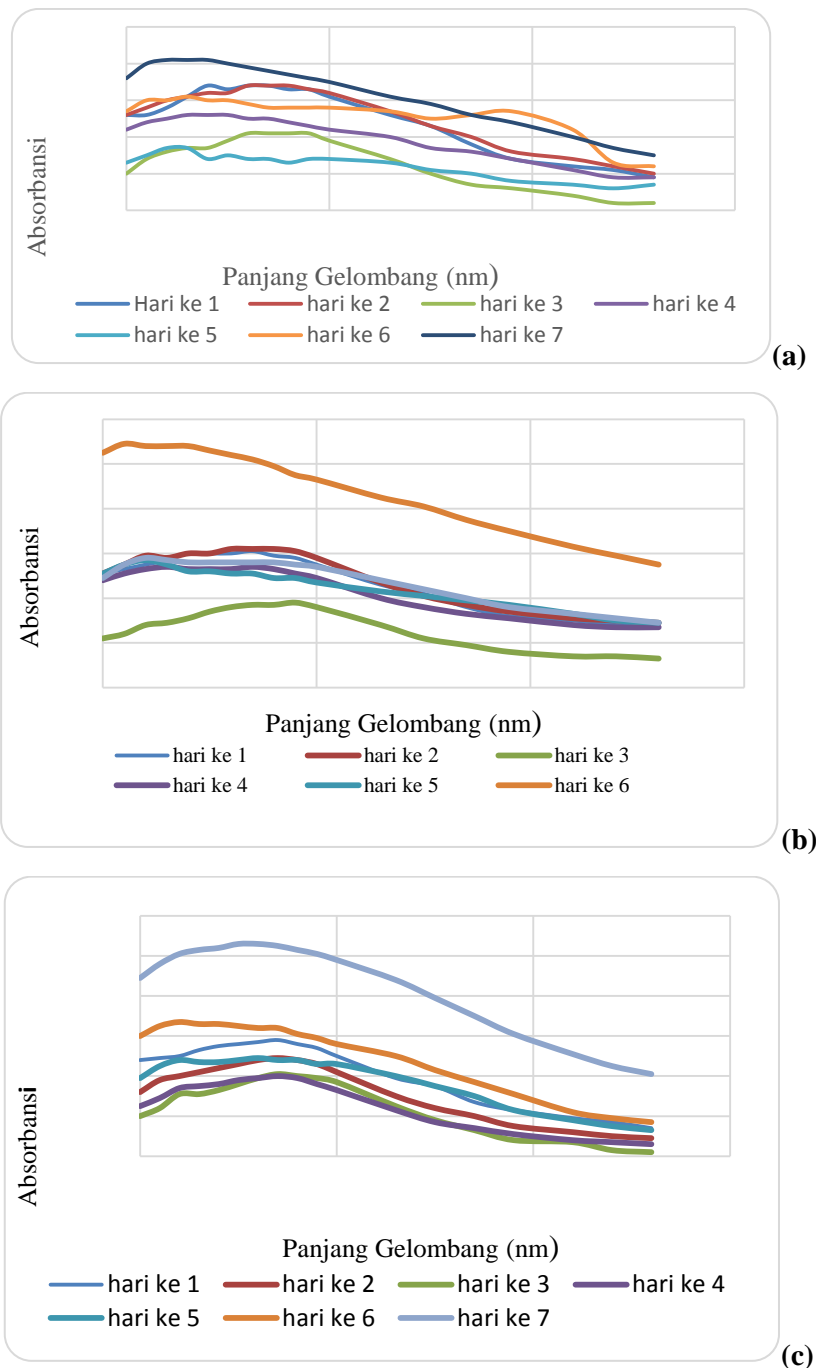 Absorbansi
Panjang Gelombang (nm)
Hari ke 1 hari ke 2 hari ke 3 hari ke 4
hari ke 5 hari ke 6 hari ke 7
(a)
Absorbansi
Panjang Gelombang (nm)
hari ke 1 hari ke 2 hari ke 3
hari ke 4 hari ke 5 hari ke 6
(b)
Absorbansi
Panjang Gelombang (nm)
hari ke 1 hari ke 2 hari ke 3 hari ke 4
hari ke 5 hari ke 6 hari ke 7
(c)